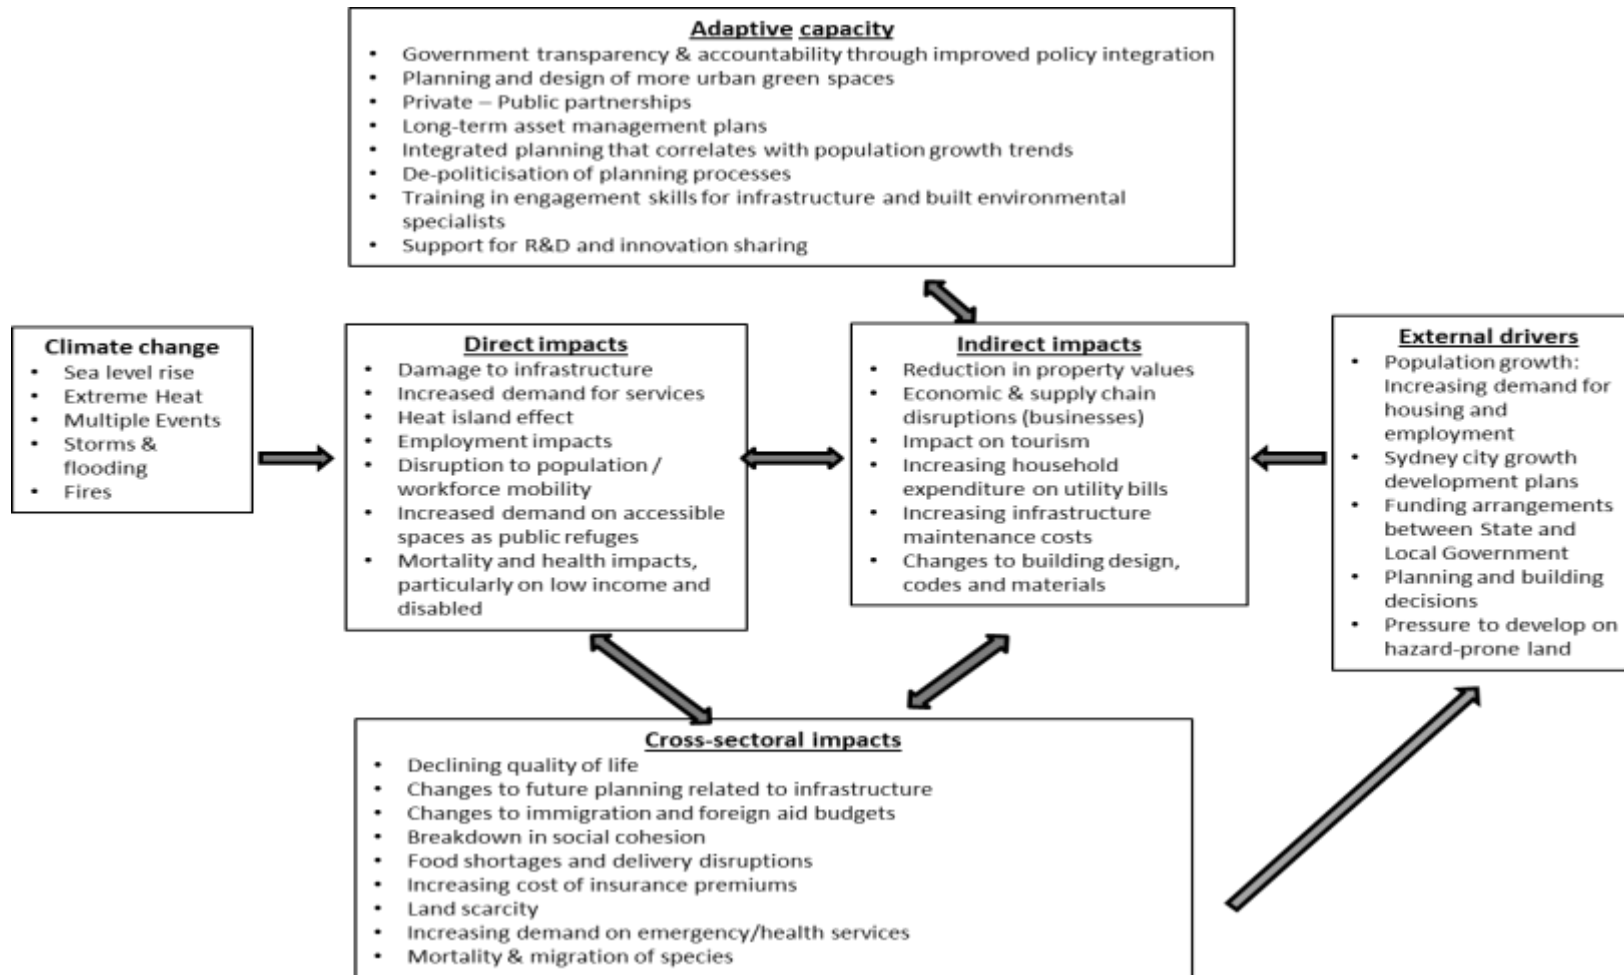 Adaptive capacity
• Government transparency & accountability through improved policy integration
• Planning and design of more urban green spaces
• Private – Public partnerships
• Long-term asset management plans
• Integrated planning that correlates with population growth trends
• De-politicisation of planning processes
• Training in engagement skills for infrastructure and built environmental
specialists
• Support for R&D and innovation sharing
Climate change
• Sea level rise
• Extreme Heat
• Multiple Events
• Storms &
flooding
• Fires
Direct impacts
• Damage to infrastructure
• Increased demand for services
• Heat island effect
• Employment impacts
• Disruption to population /
workforce mobility
• Increased demand on accessible
spaces as public refuges
• Mortality and health impacts,
particularly on low income and
disabled
Indirect impacts
• Reduction in property values
• Economic & supply chain
disruptions (businesses)
• Impact on tourism
• Increasing household
expenditure on utility bills
• Increasing infrastructure
maintenance costs
• Changes to building design,
codes and materials
External drivers
• Population growth:
Increasing demand for
housing and
employment
• Sydney city growth
development plans
• Funding arrangements
between State and
Local Government
• Planning and building
decisions
• Pressure to develop on
hazard-prone land
Cross-sectoral impacts
• Declining quality of life
• Changes to future planning related to infrastructure
• Changes to immigration and foreign aid budgets
• Breakdown in social cohesion
• Food shortages and delivery disruptions
• Increasing cost of insurance premiums
• Land scarcity
• Increasing demand on emergency/health services
• Mortality & migration of species